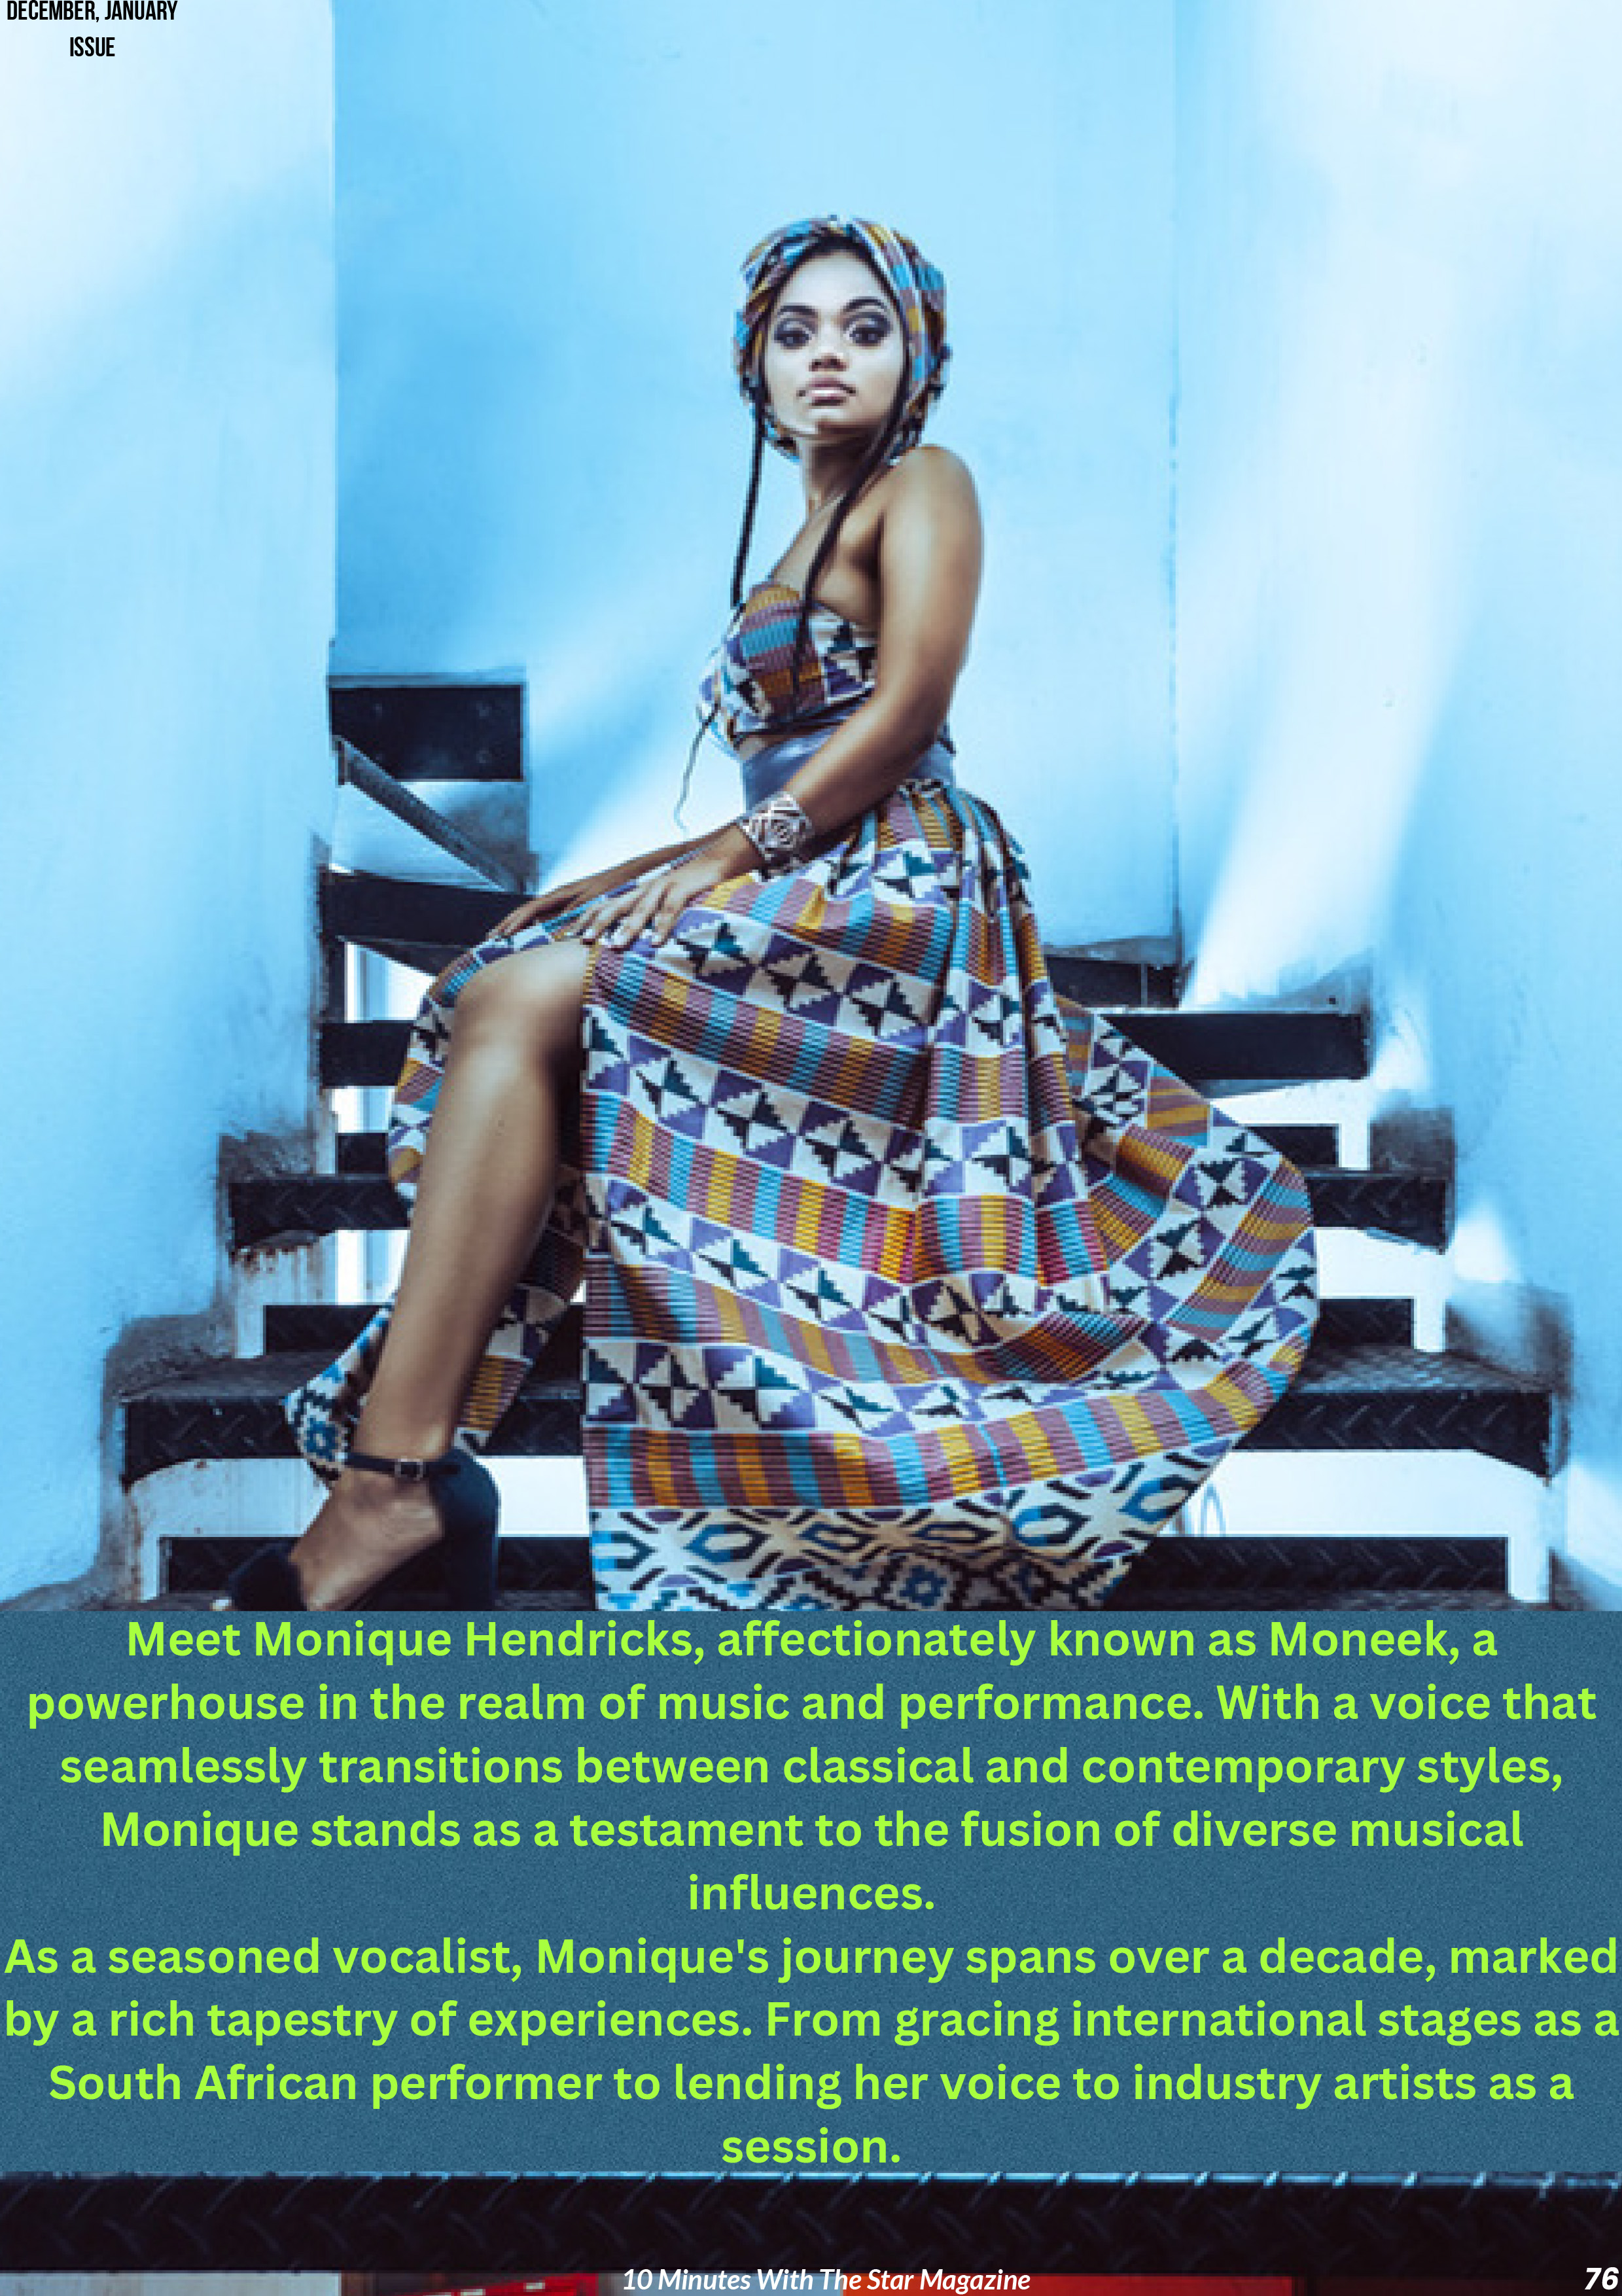 DECEMBER, JANUARY
ISSUE
Meet Monique Hendricks, affectionately known as Moneek, a
powerhouse in the realm of music and performance. With a voice that
seamlessly transitions between classical and contemporary styles,
Monique stands as a testament to the fusion of diverse musical
influences.
As a seasoned vocalist, Monique's journey spans over a decade, marked
by a rich tapestry of experiences. From gracing international stages as a
South African performer to lending her voice to industry artists as a
session.
10 Minutes With The Star Magazine
76